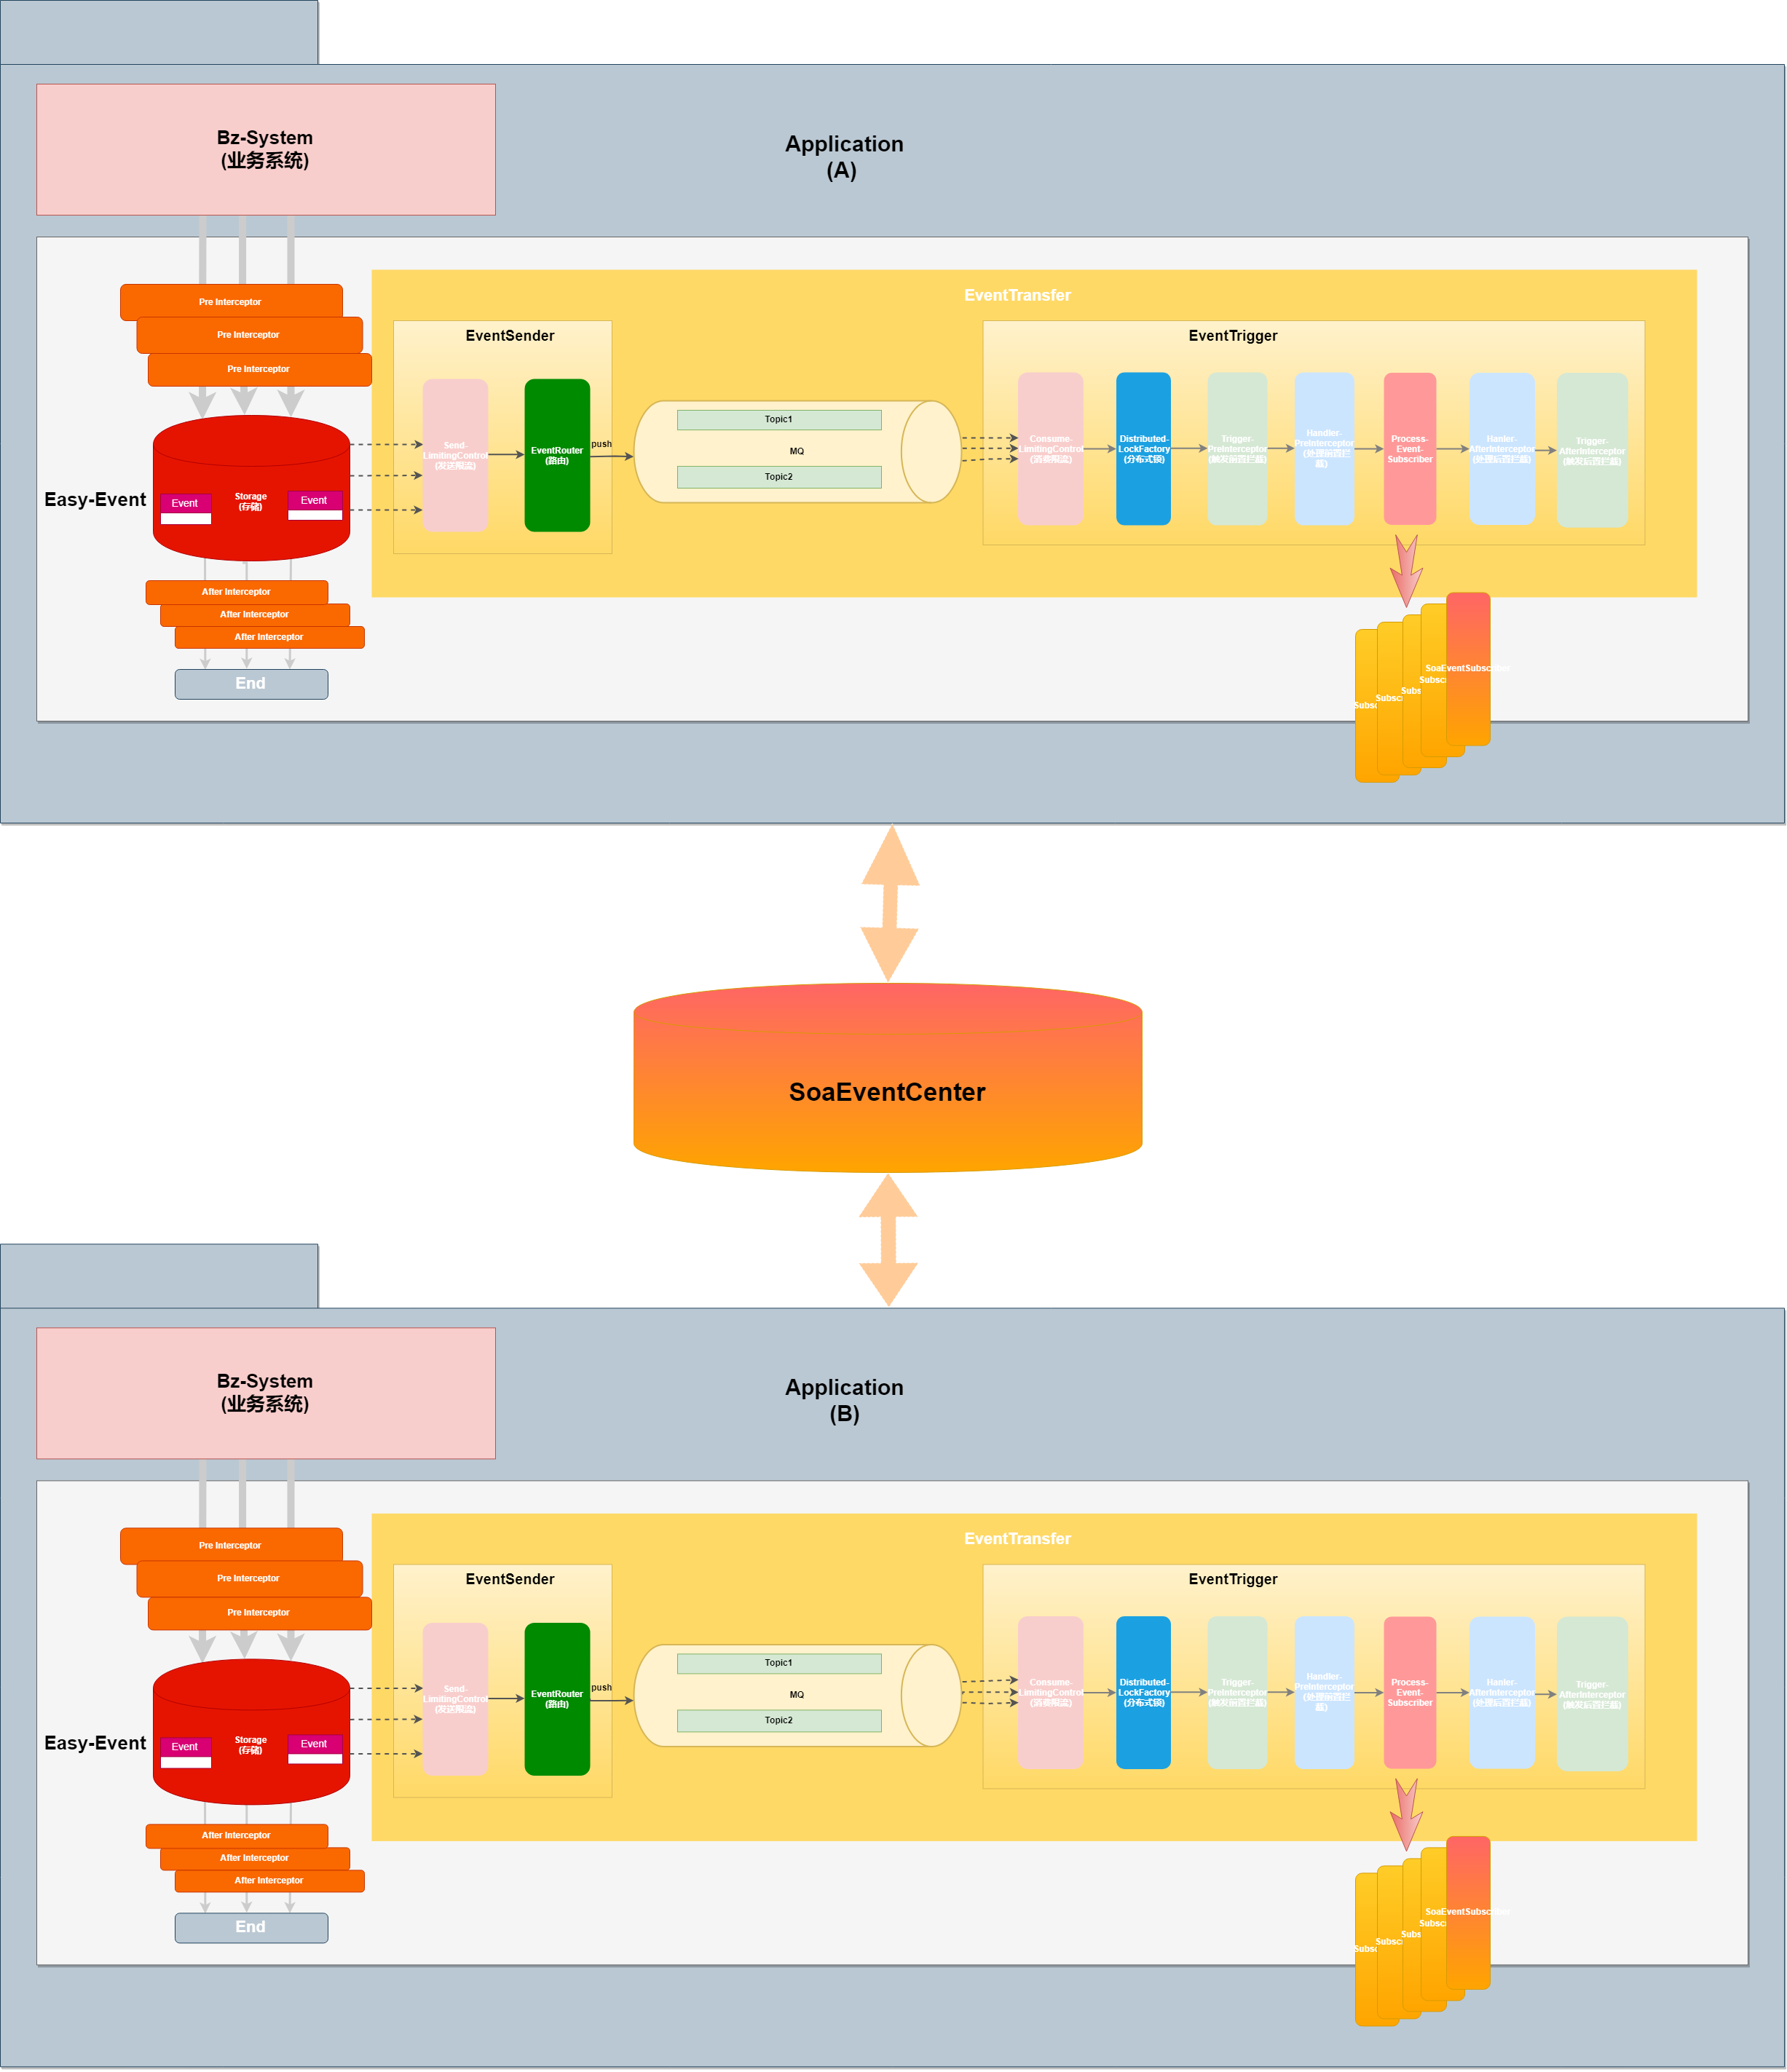 Bz-System
(业务系统)
Application
(A)
Pre Interceptor
Pre Interceptor
Pre Interceptor
EventTransfer
EventSender
EventTrigger
Easy-Event
Storage
(存储)
Event
Event
Send-
LimitingControl
(发送限流)
EventRouter
(路由)
push
Topic1
MQ
Topic2
Consume-
LimitingControl
(消费限流)
Distributed-
LockFactory
(分布式锁)
Trigger-
PreInterceptor
(触发前置拦截)
Handler-
PreInterceptor
(处理前置拦
截)
Process-
Event-
Subscriber
Hanler-
AfterInterceptor
(处理后置拦截)
Trigger-
AfterInterceptor
(触发后置拦截)
After Interceptor
After Interceptor
After Interceptor
End
SoaEventSubscriber
SoaEventCenter
Bz-System
(业务系统)
Application
(B)
Pre Interceptor
Pre Interceptor
Pre Interceptor
EventTransfer
EventSender
EventTrigger
Easy-Event
Storage
(存储)
Event
Event
Send-
LimitingControl
(发送限流)
EventRouter
(路由)
push
Topic1
MQ
Topic2
Consume-
LimitingControl
(消费限流)
Distributed-
LockFactory
(分布式锁)
Trigger-
PreInterceptor
(触发前置拦截)
Handler-
PreInterceptor
(处理前置拦
截)
Process-
Event-
Subscriber
Hanler-
AfterInterceptor
(处理后置拦截)
Trigger-
AfterInterceptor
(触发后置拦截)
After Interceptor
After Interceptor
After Interceptor
End
SoaEventSubscriber